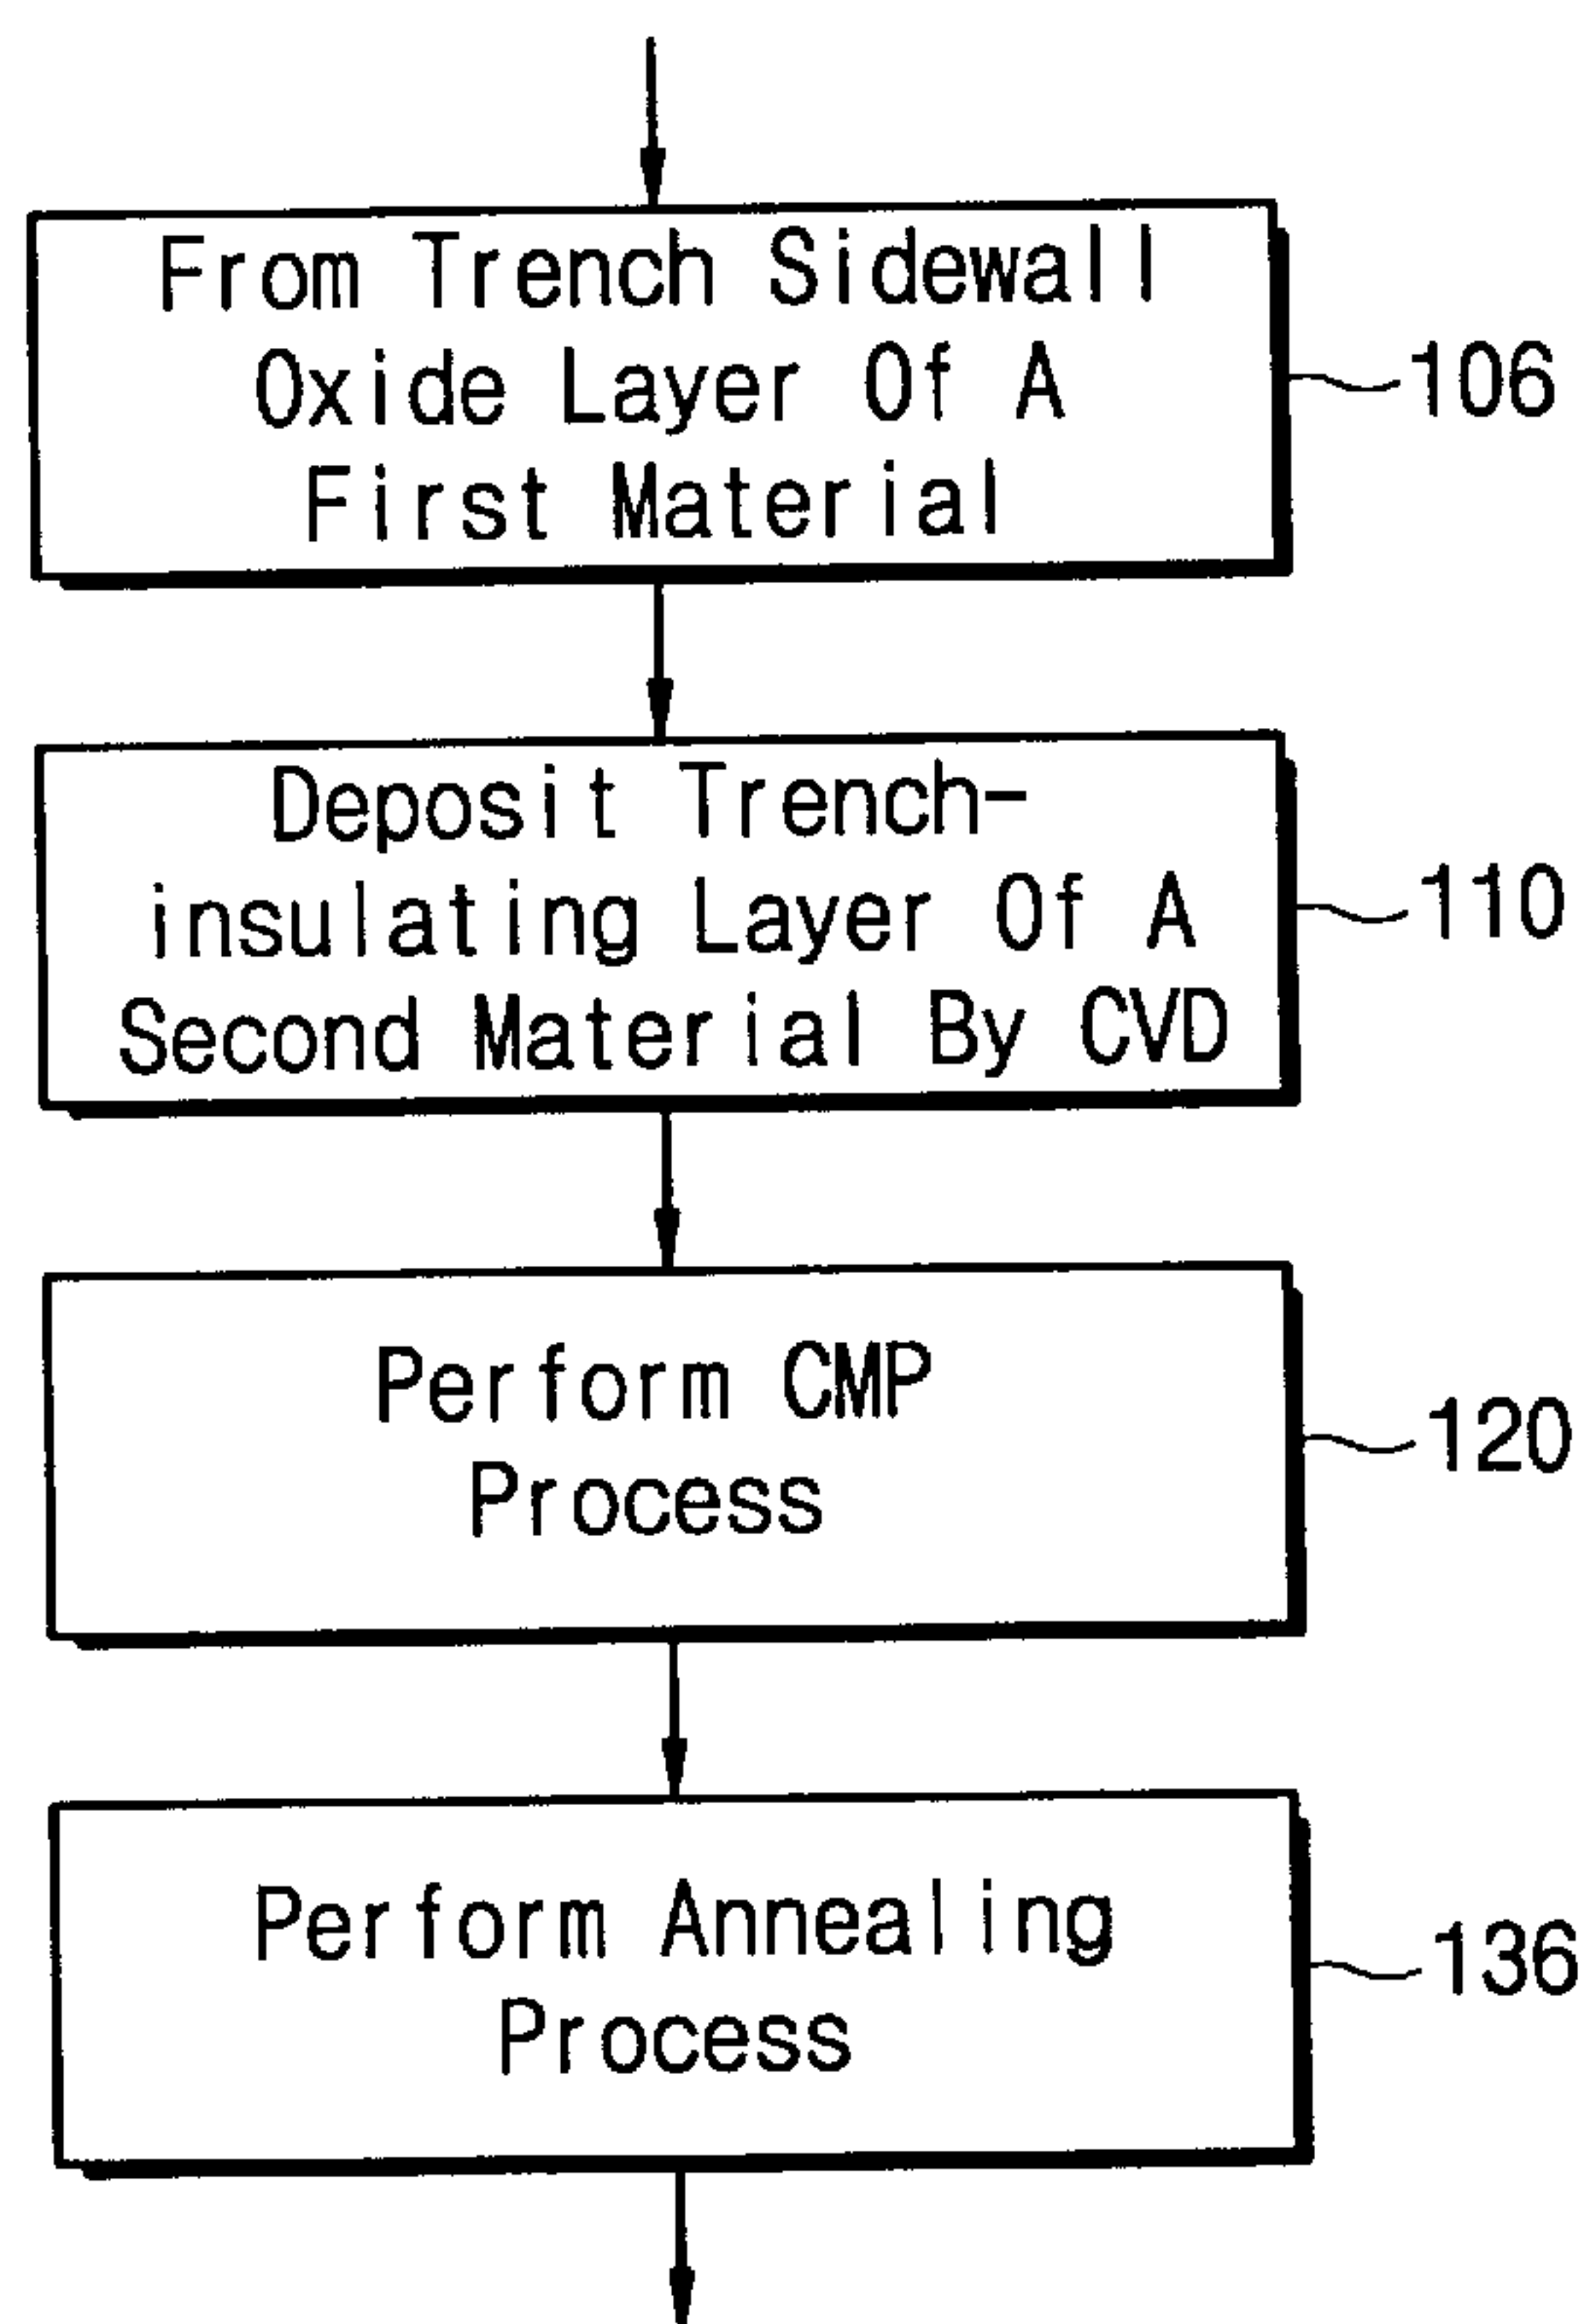 From Trench Sidewall
Oxide Layer Of A
First Material
106
Deposit Trench-
insulating Layer Of A
Second Material By CVD
110
Perform CMP
Process
120
Perform Annealing
Process
136